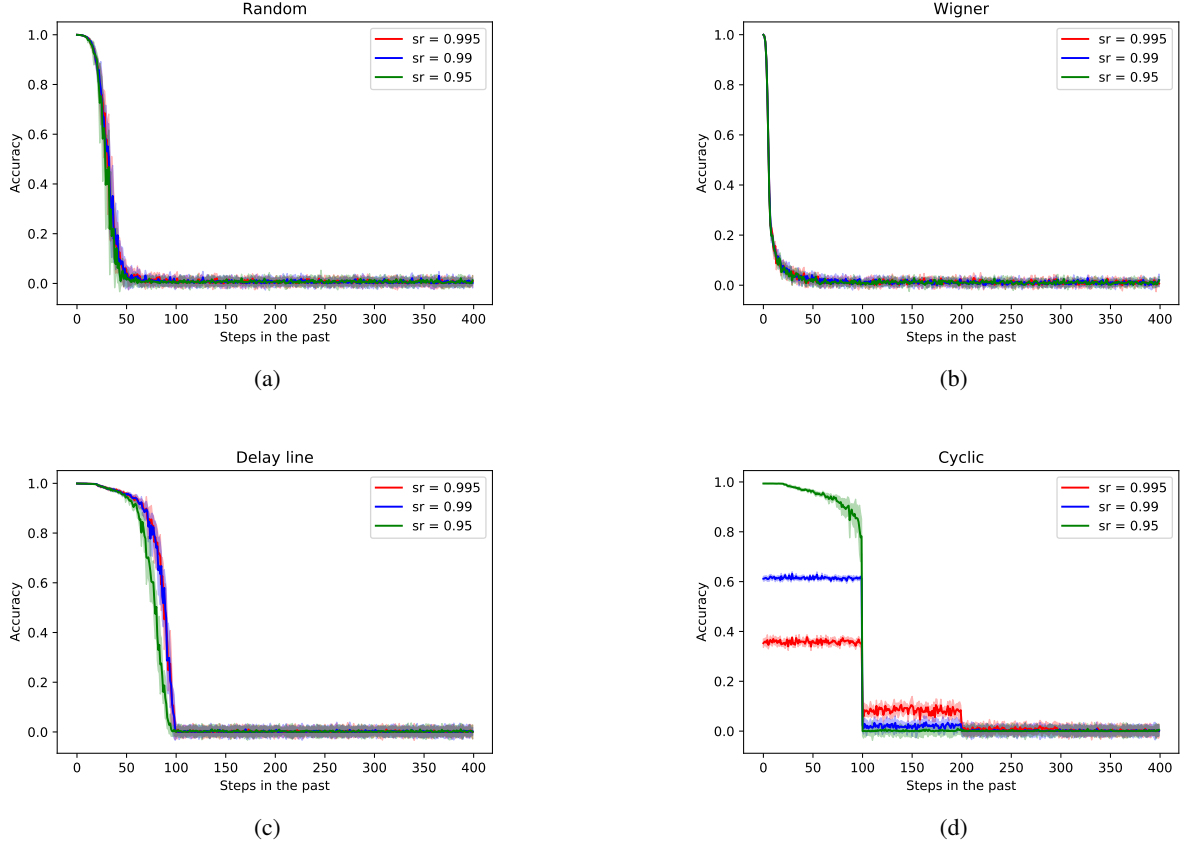 Random
1.0
0.8
0.6
0.4
0.2
0.0
Accuracy
sr = 0.995
sr = 0.99
sr = 0.95
0 50 100 150 200 250 300 350 400
Steps in the past
(a)
Wigner
1.0
0.8
0.6
0.4
0.2
0.0
Accuracy
sr = 0.995
sr = 0.99
sr = 0.95
0 50 100 150 200 250 300 350 400
Steps in the past
(b)
Delay line
1.0
0.8
0.6
0.4
0.2
0.0
Accuracy
sr = 0.995
sr = 0.99
sr = 0.95
0 50 100 150 200 250 300 350 400
Steps in the past
(c)
Cyclic
1.0
0.8
0.6
0.4
0.2
0.0
Accuracy
sr = 0.995
sr = 0.99
sr = 0.95
0 50 100 150 200 250 300 350 400
Steps in the past
(d)